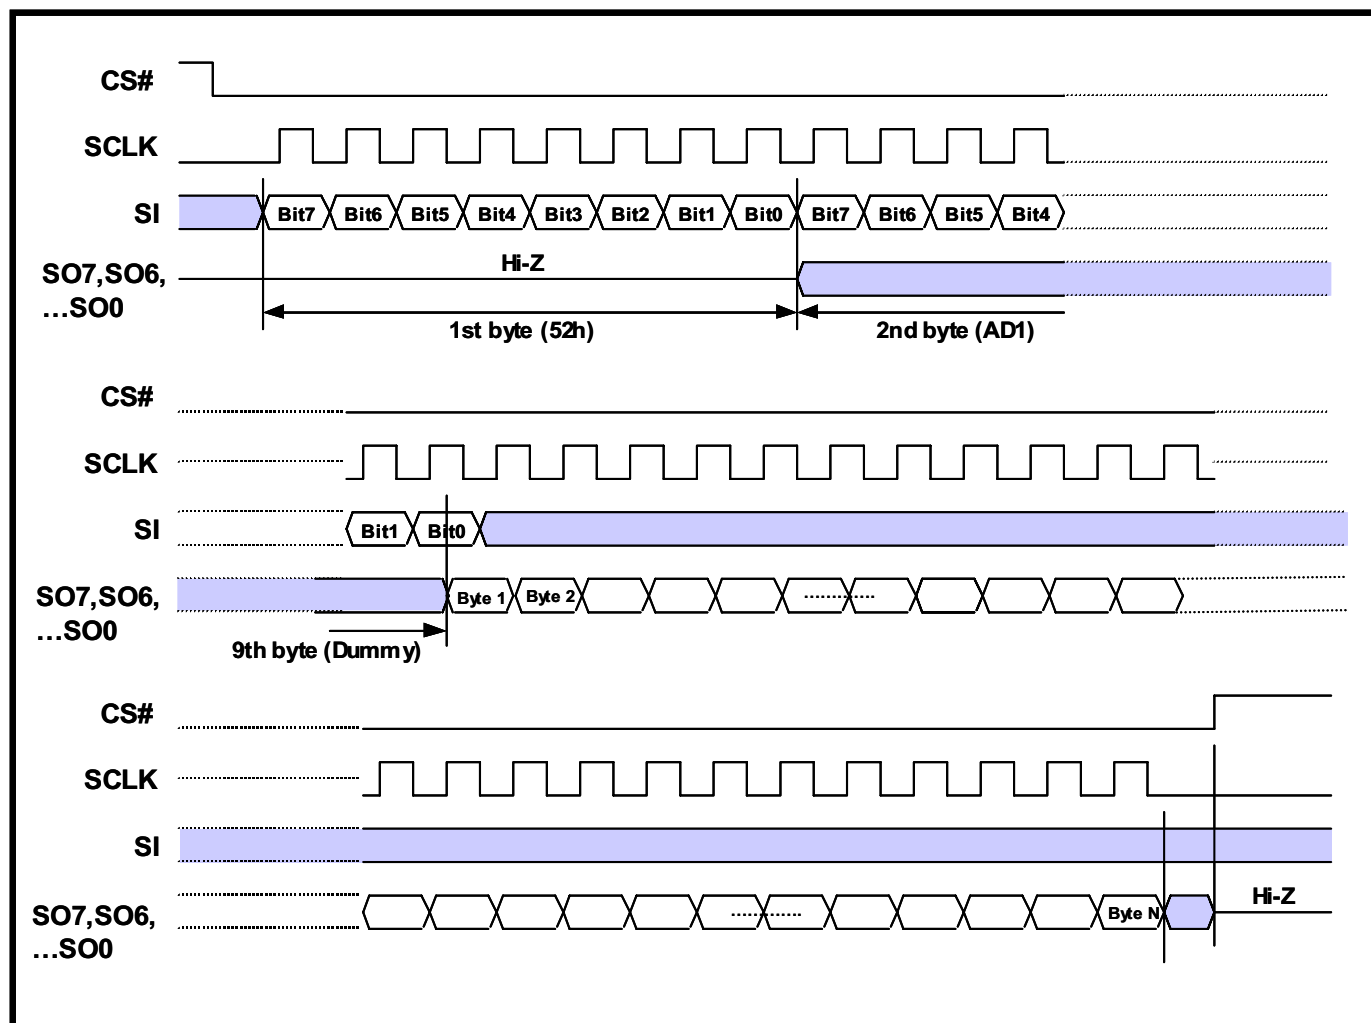 CS#
SCLK
SI
Bit7 Bit6 Bit5 Bit4 Bit3 Bit2 Bit1 Bit0 Bit7 Bit6 Bit5 Bit4
SO7,SO6,
...SO0
Hi-Z
1st byte (52h)
2nd byte (AD1)
CS#
SCLK
SI
Bit1 Bit0
SO7,SO6,
...SO0
Byte 1 Byte 2
9th byte (Dummy)
CS#
SCLK
SI
SO7,SO6,
...SO0
Byte N
Hi-Z